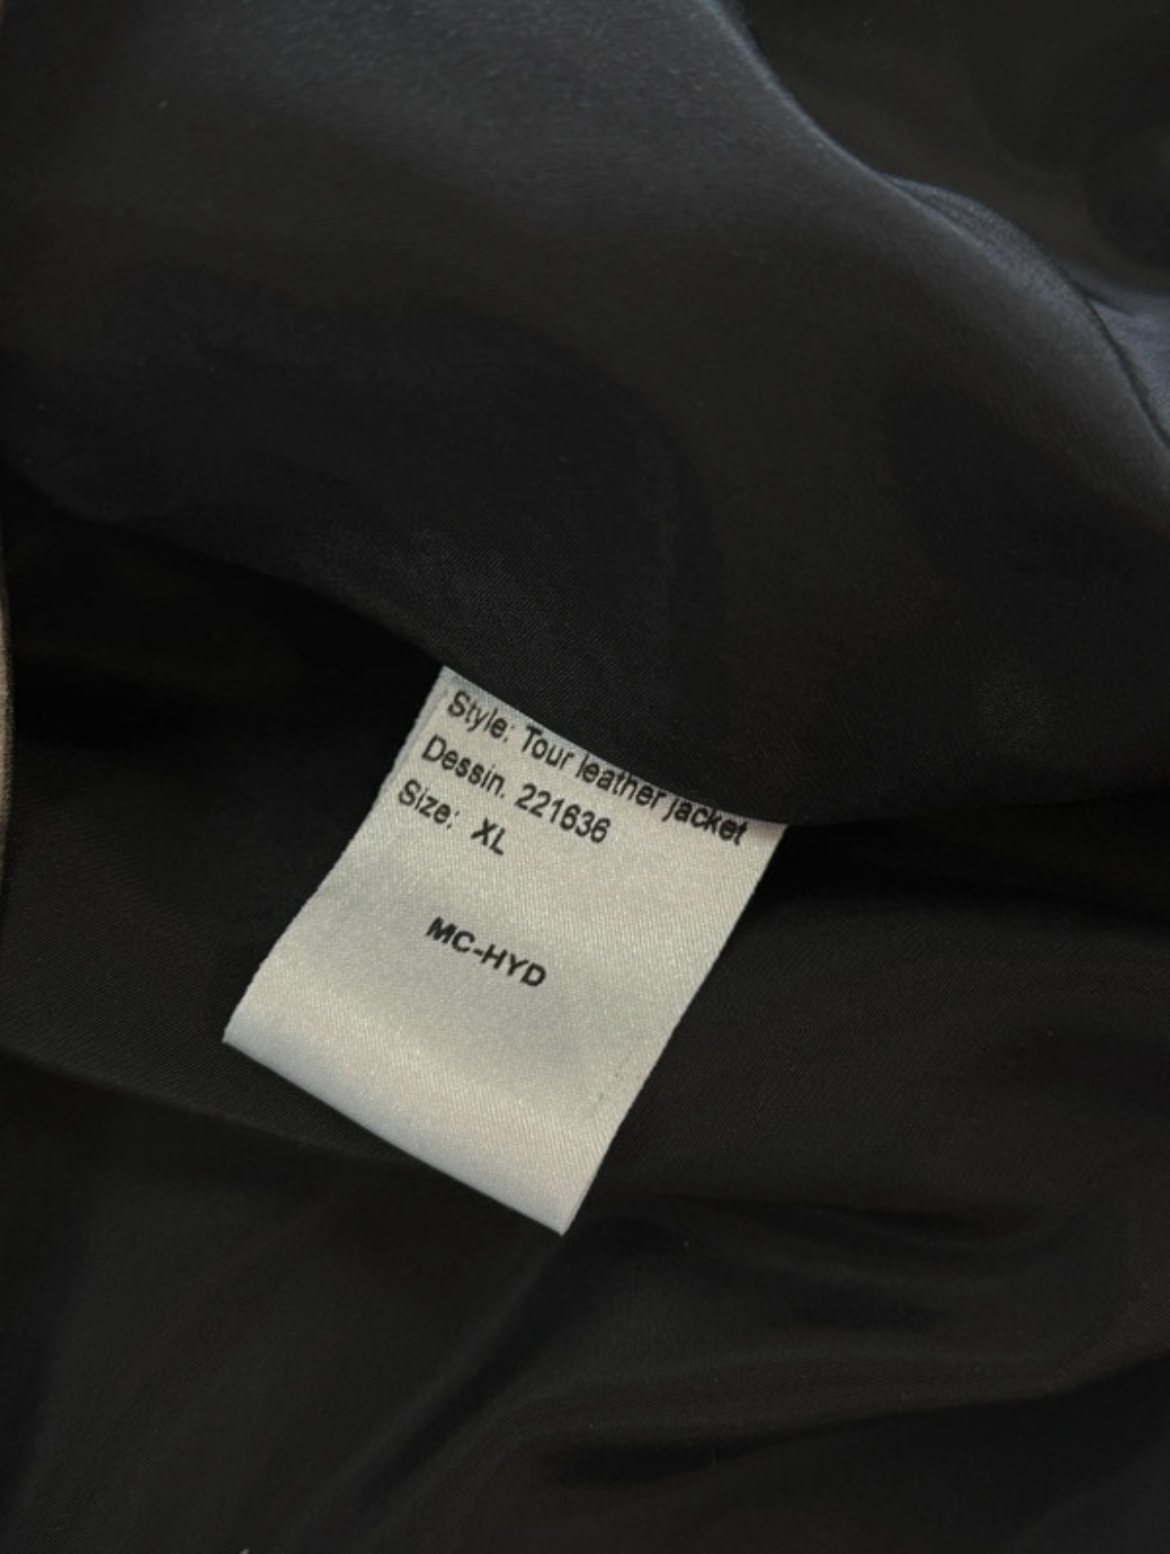 Style: Tour leather jacket
Dessin. 221636
Size: XL
MC-HYD